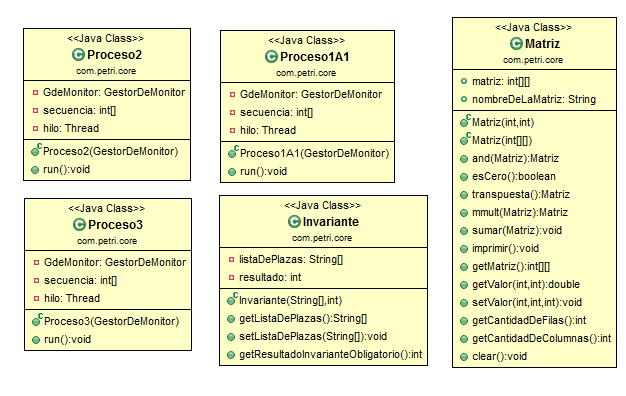 <<Java Class>>
Proceso2
com.petri.core
GdeMonitor: GestorDeMonitor
secuencia: int[]
hilo: Thread
Proceso2(GestorDeMonitor)
run():void
<<Java Class>>
Proceso1A1
com.petri.core
GdeMonitor: GestorDeMonitor
secuencia: int[]
hilo: Thread
Proceso1A1(GestorDeMonitor)
run():void
<<Java Class>>
Matriz
com.petri.core
matriz: int[][]
nombreDeLaMatriz: String
Matriz(int,int)
Matriz(int[][])
and(Matriz):Matriz
esCero():boolean
transpuesta():Matriz
mmult(Matriz):Matriz
sumar(Matriz):void
imprimir():void
getMatriz():int[][]
getValor(int,int):double
setValor(int,int,int):void
getCantidadDeFilas():int
getCantidadDeColumnas():int
clear():void
<<Java Class>>
Proceso3
com.petri.core
GdeMonitor: GestorDeMonitor
secuencia: int[]
hilo: Thread
Proceso3(GestorDeMonitor)
run():void
<<Java Class>>
Invariante
com.petri.core
listaDePlazas: String[]
resultado: int
Invariante(String[],int)
getListaDePlazas():String[]
setListaDePlazas(String[]):void
getResultadoInvarianteObligatorio():int